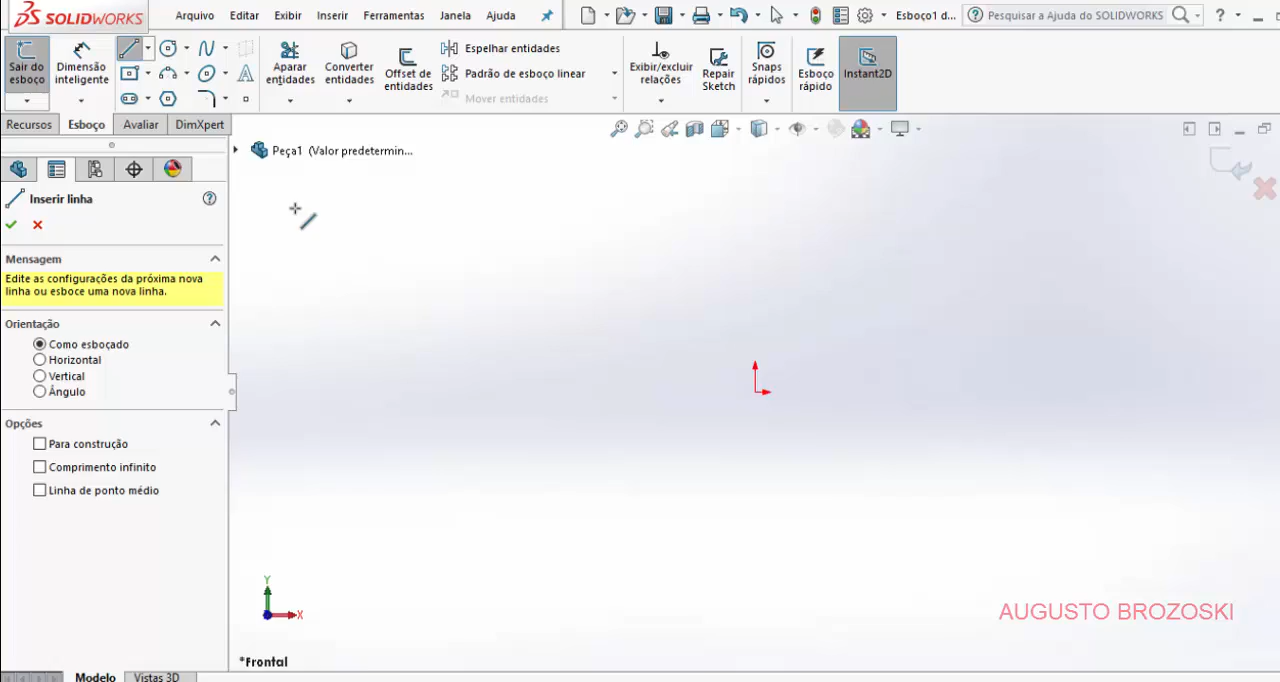 SOLIDWORKS
Arquivo Editar Exibir Inserir Ferramentas Janela Ajuda
Esboço1 d...
Pesquisar a Ajuda do SOLIDWORKS
?
Sair do esboço
Dimensão inteligente
Aparar entidades
Converter entidades
Offset de entidades
Espelhar entidades
Padrão de esboço linear
Mover entidades
Exibir/excluir relações
Repair Sketch
Snaps rápidos
Esboço rápido
Instant2D
Recursos Esboço Avaliar DimXpert
Peça1 (Valor predetermin...
Inserir linha
?
Mensagem
Edite as configurações da próxima nova
linha ou esboce uma nova linha.
Orientação
Como esboçado
Horizontal
Vertical
Ângulo
Opções
Para construção
Comprimento infinito
Linha de ponto médio
Y
X
AUGUSTO BROZOSKI
*Frontal
Modelo Vistas 3D